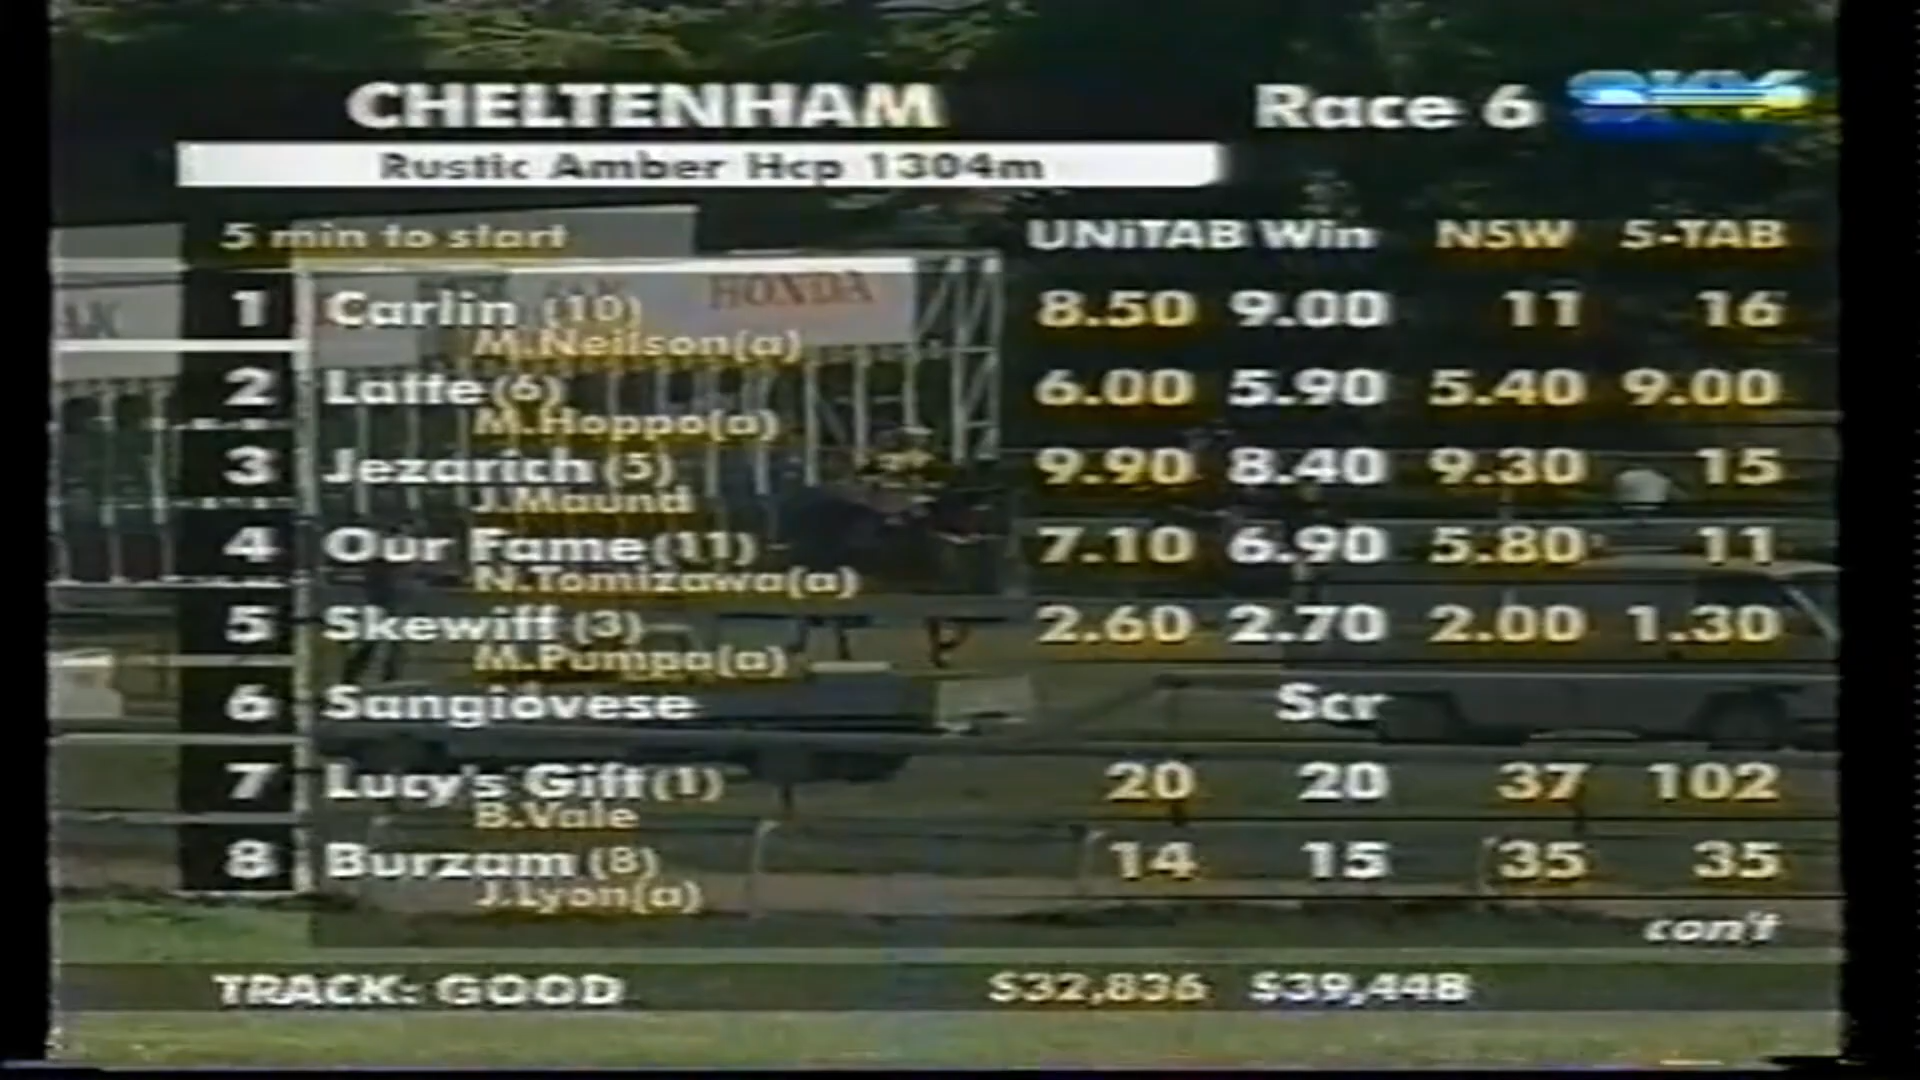 CHELTENHAM Race 6 SKY
Rustic Amber Hcp 1304m
5 min to start UNiTAB Win NSW S-TAB
1 Carlin (10) 8.50 9.00 11 16
M.Neilson(a)
2 Latte (6) 6.00 5.90 5.40 9.00
M.Hoppo(a)
3 Jezarich (5) 9.90 8.40 9.30 15
J.Maund
4 Our Fame (11) 7.10 6.90 5.80 11
N.Tomizawa(a)
5 Skewiff (3) 2.60 2.70 2.00 1.30
M.Pumpa(a)
6 Sangiovese Scr
7 Lucy's Gift (1) 20 20 37 102
B.Vale
8 Burzam (8) 14 15 35 35
J.Lyon(a)
con't
TRACK: GOOD $32,836 $39,448
HONDA
AK